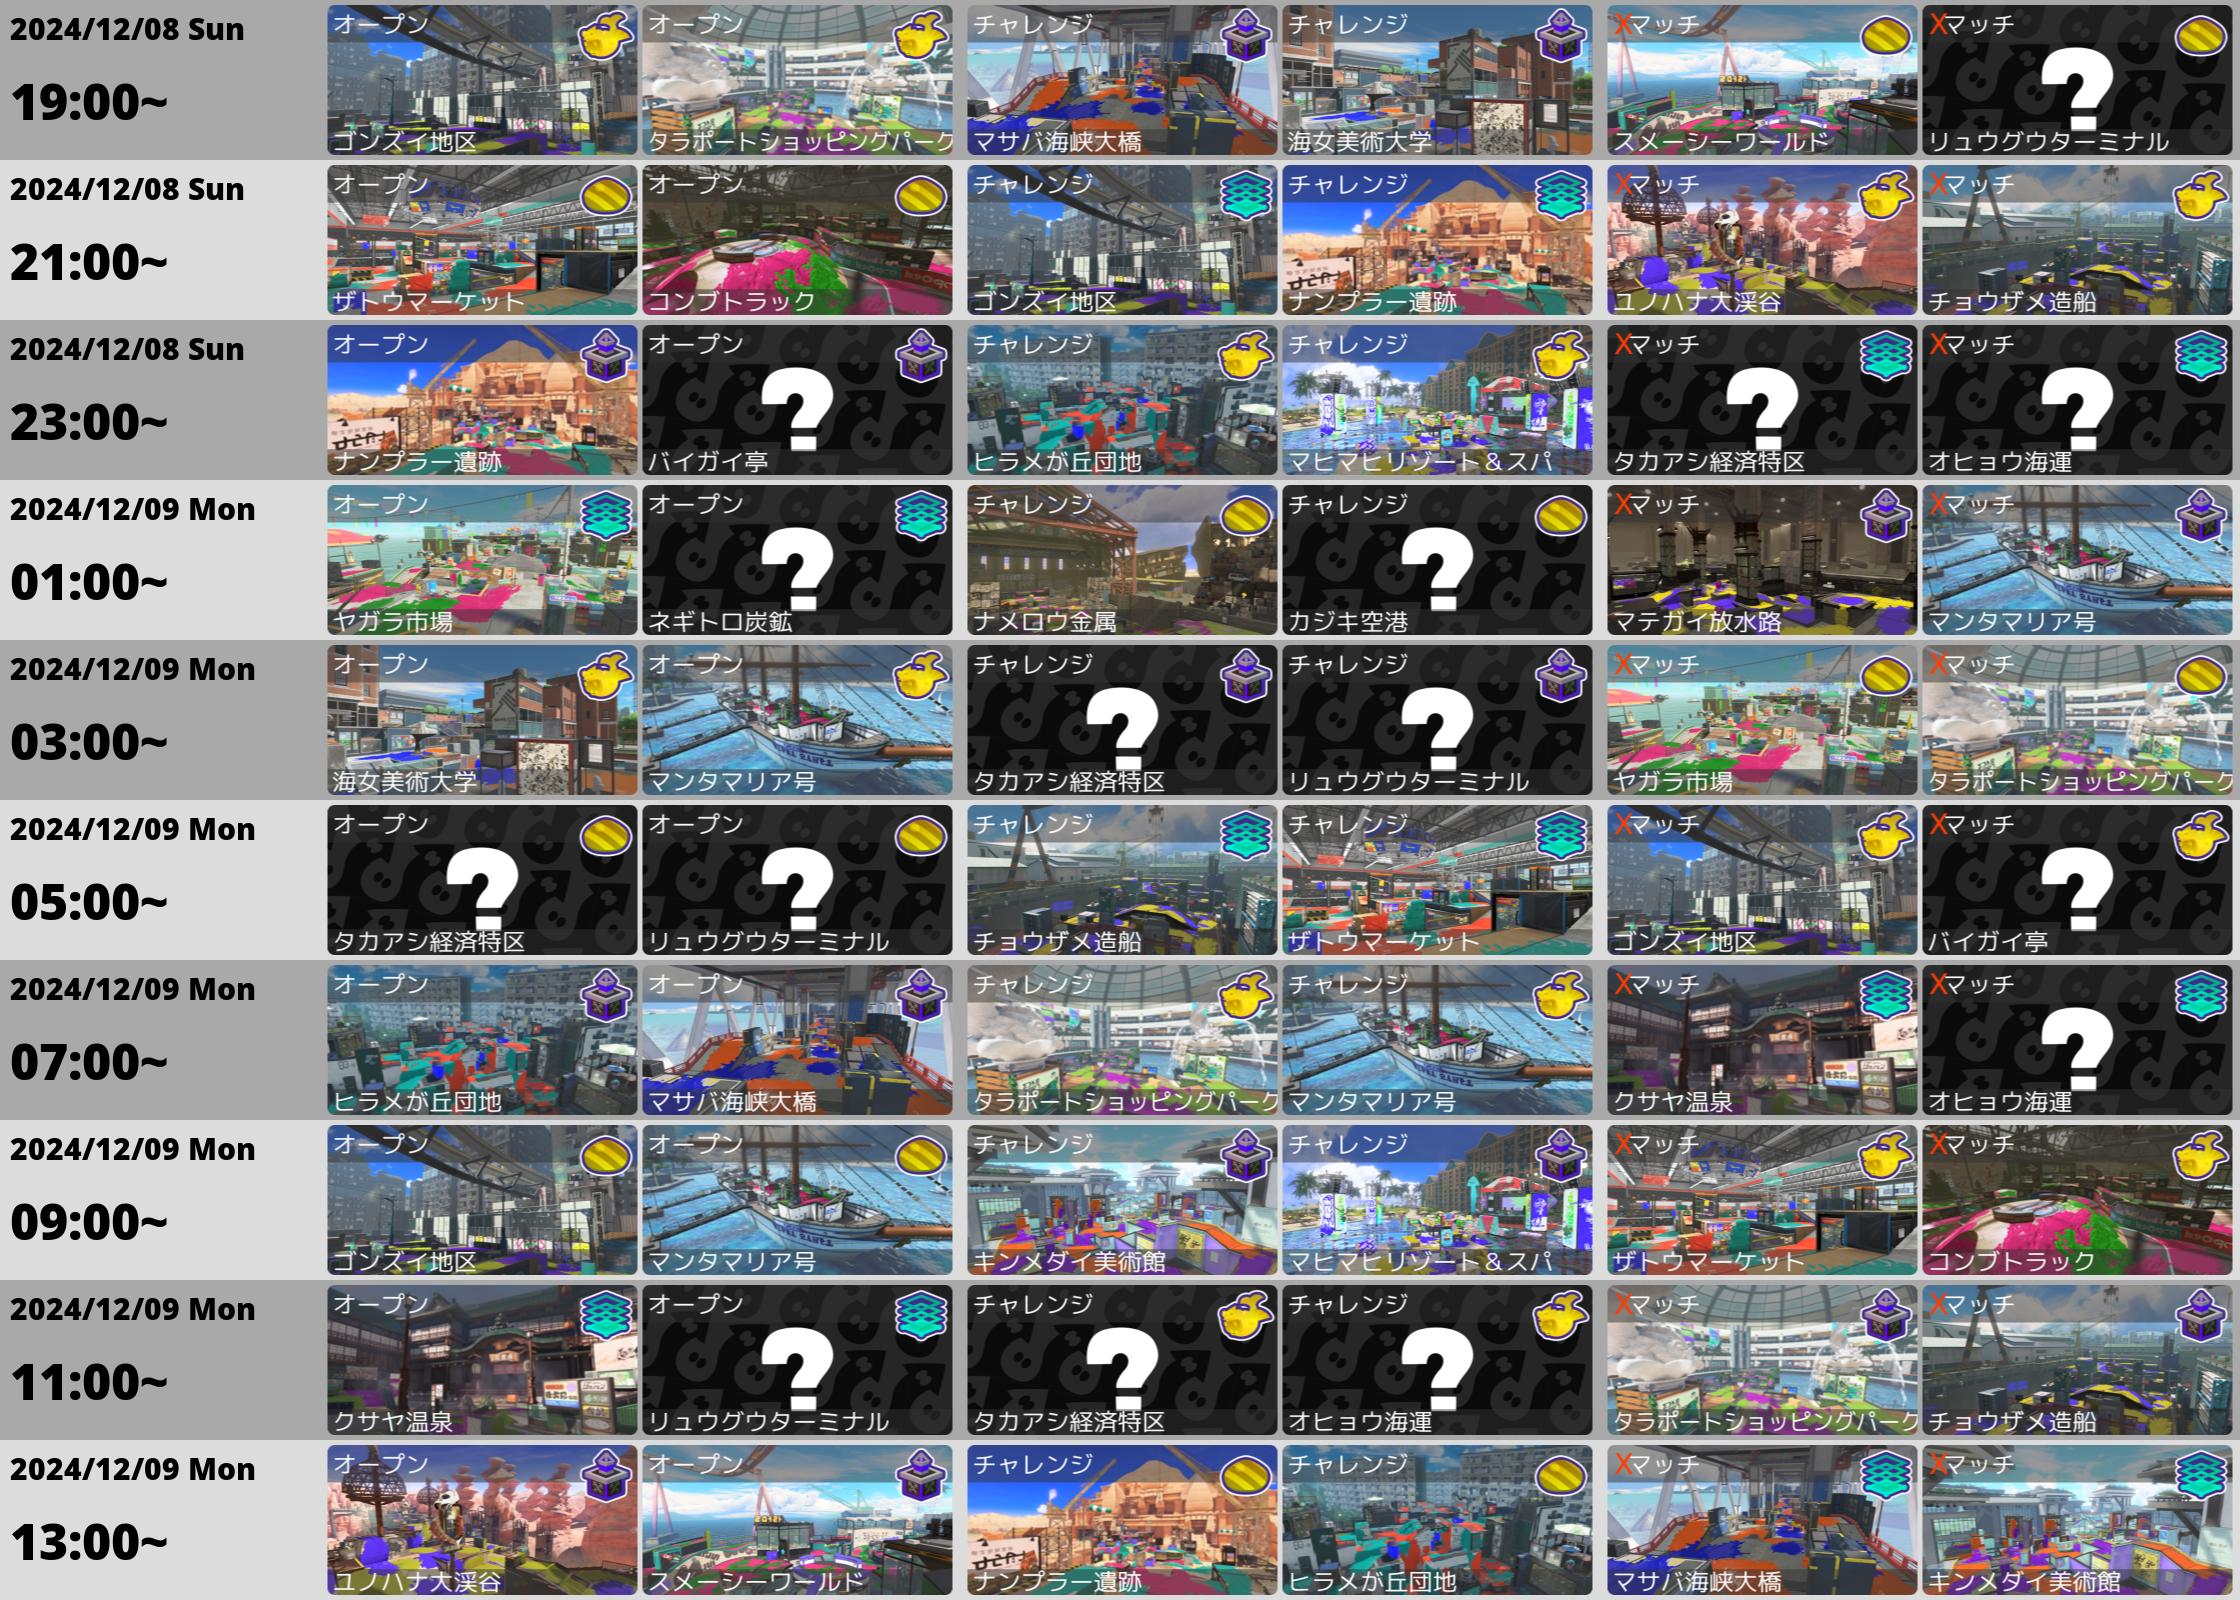 2024/12/08 Sun
19:00~
オープン
ゴンズイ地区
オープン
タラポートショッピングパーク
チャレンジ
マサバ海峡大橋
チャレンジ
海女美術大学
Xマッチ
スメーシーワールド
Xマッチ
リュウグウターミナル
2024/12/08 Sun
21:00~
オープン
ザトウマーケット
オープン
コンブトラック
チャレンジ
ゴンズイ地区
チャレンジ
ナンプラー遺跡
Xマッチ
ユノハナ大渓谷
Xマッチ
チョウザメ造船
2024/12/08 Sun
23:00~
オープン
ナンプラー遺跡
オープン
バイガイ亭
チャレンジ
ヒラメが丘団地
チャレンジ
マヒマヒリゾート＆スパ
Xマッチ
タカアシ経済特区
Xマッチ
オヒョウ海運
2024/12/09 Mon
01:00~
オープン
ヤガラ市場
オープン
ネギトロ炭鉱
チャレンジ
ナメロウ金属
チャレンジ
カジキ空港
Xマッチ
マテガイ放水路
Xマッチ
マンタマリア号
2024/12/09 Mon
03:00~
オープン
海女美術大学
オープン
マンタマリア号
チャレンジ
タカアシ経済特区
チャレンジ
リュウグウターミナル
Xマッチ
ヤガラ市場
Xマッチ
タラポートショッピングパーク
2024/12/09 Mon
05:00~
オープン
タカアシ経済特区
オープン
リュウグウターミナル
チャレンジ
チョウザメ造船
チャレンジ
ザトウマーケット
Xマッチ
ゴンズイ地区
Xマッチ
バイガイ亭
2024/12/09 Mon
07:00~
オープン
ヒラメが丘団地
オープン
マサバ海峡大橋
チャレンジ
タラポートショッピングパーク
チャレンジ
マンタマリア号
Xマッチ
クサヤ温泉
Xマッチ
オヒョウ海運
2024/12/09 Mon
09:00~
オープン
ゴンズイ地区
オープン
マンタマリア号
チャレンジ
キンメダイ美術館
チャレンジ
マヒマヒリゾート＆スパ
Xマッチ
ザトウマーケット
Xマッチ
コンブトラック
2024/12/09 Mon
11:00~
オープン
クサヤ温泉
オープン
リュウグウターミナル
チャレンジ
タカアシ経済特区
チャレンジ
オヒョウ海運
Xマッチ
タラポートショッピングパーク
Xマッチ
チョウザメ造船
2024/12/09 Mon
13:00~
オープン
ユノハナ大渓谷
オープン
スメーシーワールド
チャレンジ
ナンプラー遺跡
チャレンジ
ヒラメが丘団地
Xマッチ
マサバ海峡大橋
Xマッチ
キンメダイ美術館